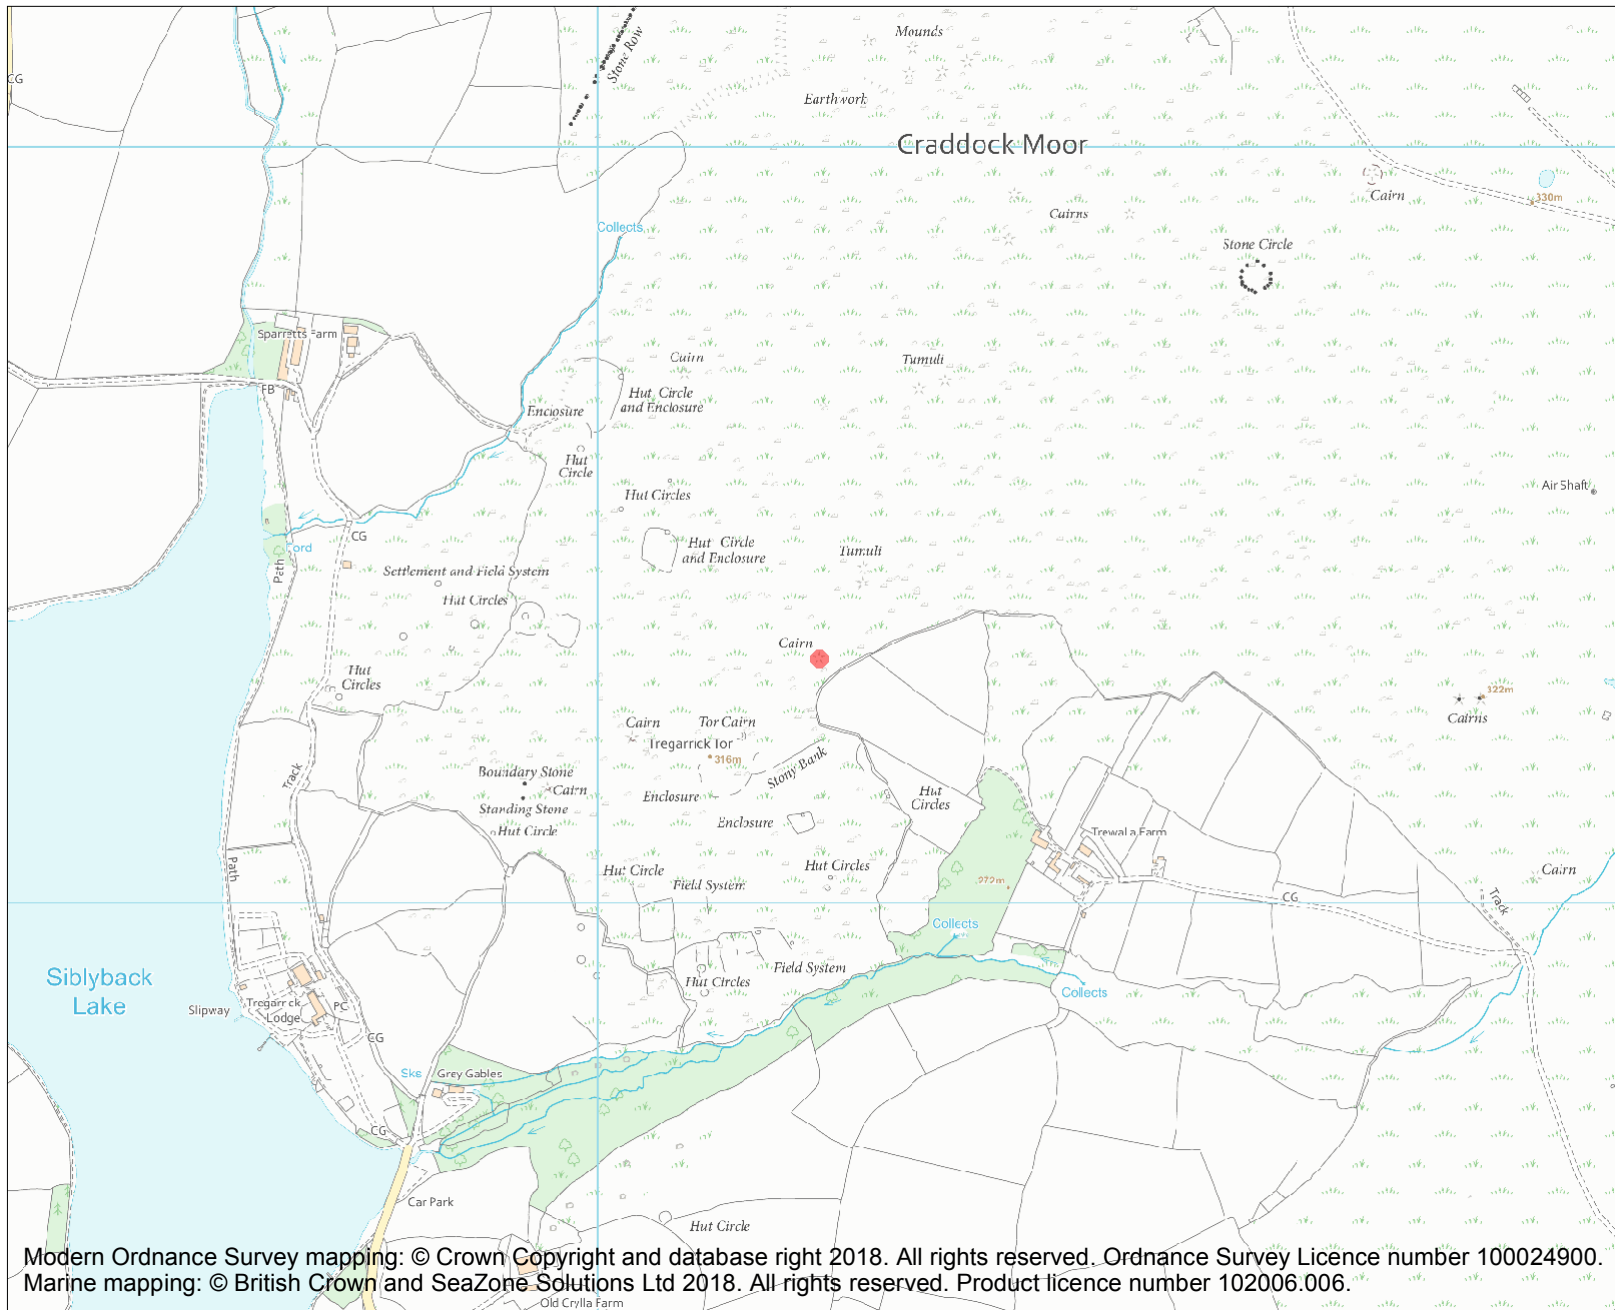 Mounds
CG
Stone Row
Earthwork
Craddock Moor
Cairn
330m
Cairns
Collects
Stone Circle
Sparretts Farm
Cairn
Tumuli
FB
Hut Circle
and Enclosure
Enclosure
Hut
Circle
Hut Circles
Air Shaft
CG
Ford
Hut Circle
and Enclosure
Tumuli
Path
Settlement and Field System
Hut Circles
Cairn
Hut
Circles
322m
Cairns
Cairn
Tor Cairn
Tregarrick Tor
316m
Stony Bank
Track
Boundary Stone
Cairn
Standing Stone
Hut Circle
Enclosure
Hut
Circles
Enclosure
Trewalla Farm
Path
Hut Circle
Hut Circles
Field System
272m
Cairn
Track
CG
Collects
Siblyback
Lake
Field System
Hut Circles
Collects
Slipway
Tregarrick
Lodge
PC
CG
Sks
Grey Gables
CG
Car Park
Hut Circle
Modern Ordnance Survey mapping: © Crown Copyright and database right 2018. All rights reserved. Ordnance Survey Licence number 100024900.
Marine mapping: © British Crown and SeaZone Solutions Ltd 2018. All rights reserved. Product licence number 102006.006.
Old Crylla Farm